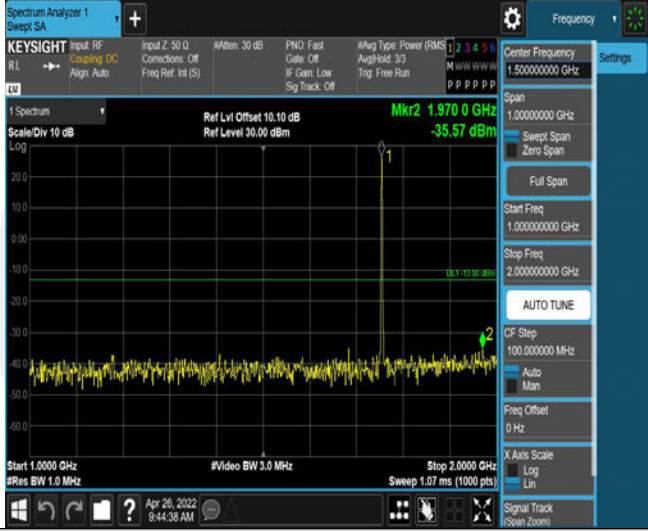 Spectrum Analyzer 1
Swept SA
Frequency
KEYSIGHT
RL
LW
Input: RF
Coupling: DC
Align: Auto
Input Z: 50 Ω
Corrections: Off
Freq Ref: Int (S)
#Atten: 30 dB
PNO: Fast
Gate: Off
IF Gain: Low
Sig Track: Off
#Avg Type: Power (RMS
Avg|Hold: 3/3
Trig: Free Run
1 2 3 4 5 6
M W W W W W
P P P P P P
Center Frequency
1.500000000 GHz
Settings
1 Spectrum
Scale/Div 10 dB
Log
Ref Lvl Offset 10.10 dB
Ref Level 30.00 dBm
Mkr2 1.970 0 GHz
-35.57 dBm
Span
1.00000000 GHz
Swept Span
Zero Span
Full Span
Start Freq
1.000000000 GHz
Stop Freq
2.000000000 GHz
AUTO TUNE
CF Step
100.000000 MHz
Auto
Man
Freq Offset
0 Hz
X Axis Scale
Log
Lin
Signal Track
(Span Zoom)
1
20.0
10.0
0.00
-10.0
DL1 -13.00 dBm
-20.0
-30.0
2
-40.0
-50.0
-60.0
Start 1.0000 GHz
#Res BW 1.0 MHz
#Video BW 3.0 MHz
Stop 2.0000 GHz
Sweep 1.07 ms (1000 pts)
?
Apr 26, 2022
9:44:38 AM